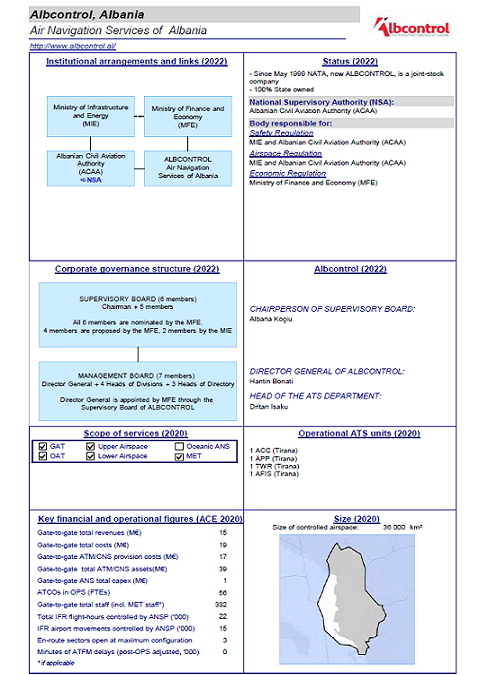 Albcontrol, Albania
Air Navigation Services of Albania
Albcontrol
http://www.albcontrol.al/
Institutional arrangements and links (2022)
Ministry of Infrastructure
and Energy
(MIE)
Ministry of Finance and
Economy
(MFE)
Albanian Civil Aviation
Authority
(ACAA)
⇨NSA
ALBCONTROL
Air Navigation
Services of Albania
Status (2022)
- Since May 1999 NATA, now ALBCONTROL, is a joint-stock
company
- 100% State owned
National Supervisory Authority (NSA):
Albanian Civil Aviation Authority (ACAA)
Body responsible for:
Safety Regulation
MIE and Albanian Civil Aviation Authority (ACAA)
Airspace Regulation
MIE and Albanian Civil Aviation Authority (ACAA)
Economic Regulation
Ministry of Finance and Economy (MFE)
Corporate governance structure (2022)
SUPERVISORY BOARD (6 members)
Chairman + 5 members
All 6 members are nominated by the MFE.
4 members are proposed by the MFE, 2 members by the MIE
MANAGEMENT BOARD (7 members)
Director General + 4 Heads of Divisions + 3 Heads of Directory
Director General is appointed by MFE through the
Supervisory Board of ALBCONTROL
Albcontrol (2022)
CHAIRPERSON OF SUPERVISORY BOARD:
Albana Koçiu
DIRECTOR GENERAL OF ALBCONTROL:
Hantin Bonati
HEAD OF THE ATS DEPARTMENT:
Dritan Isaku
Scope of services (2020)
GAT Upper Airspace Oceanic ANS
OAT Lower Airspace MET
Operational ATS units (2020)
1 ACC (Tirana)
1 APP (Tirana)
1 TWR (Tirana)
1 AFIS (Tirana)
Key financial and operational figures (ACE 2020)
Gate-to-gate total revenues (M€) 15
Gate-to-gate total costs (M€) 19
Gate-to-gate ATM/CNS provision costs (M€) 17
Gate-to-gate total ATM/CNS assets(M€) 39
Gate-to-gate ANS total capex (M€) 1
ATCOs in OPS (FTEs) 56
Gate-to-gate total staff (incl. MET staff*) 332
Total IFR flight-hours controlled by ANSP ('000) 22
IFR airport movements controlled by ANSP ('000) 15
En-route sectors open at maximum configuration 3
Minutes of ATFM delays (post-OPS adjusted, '000) 0
* if applicable
Size (2020)
Size of controlled airspace: 36 000 km²